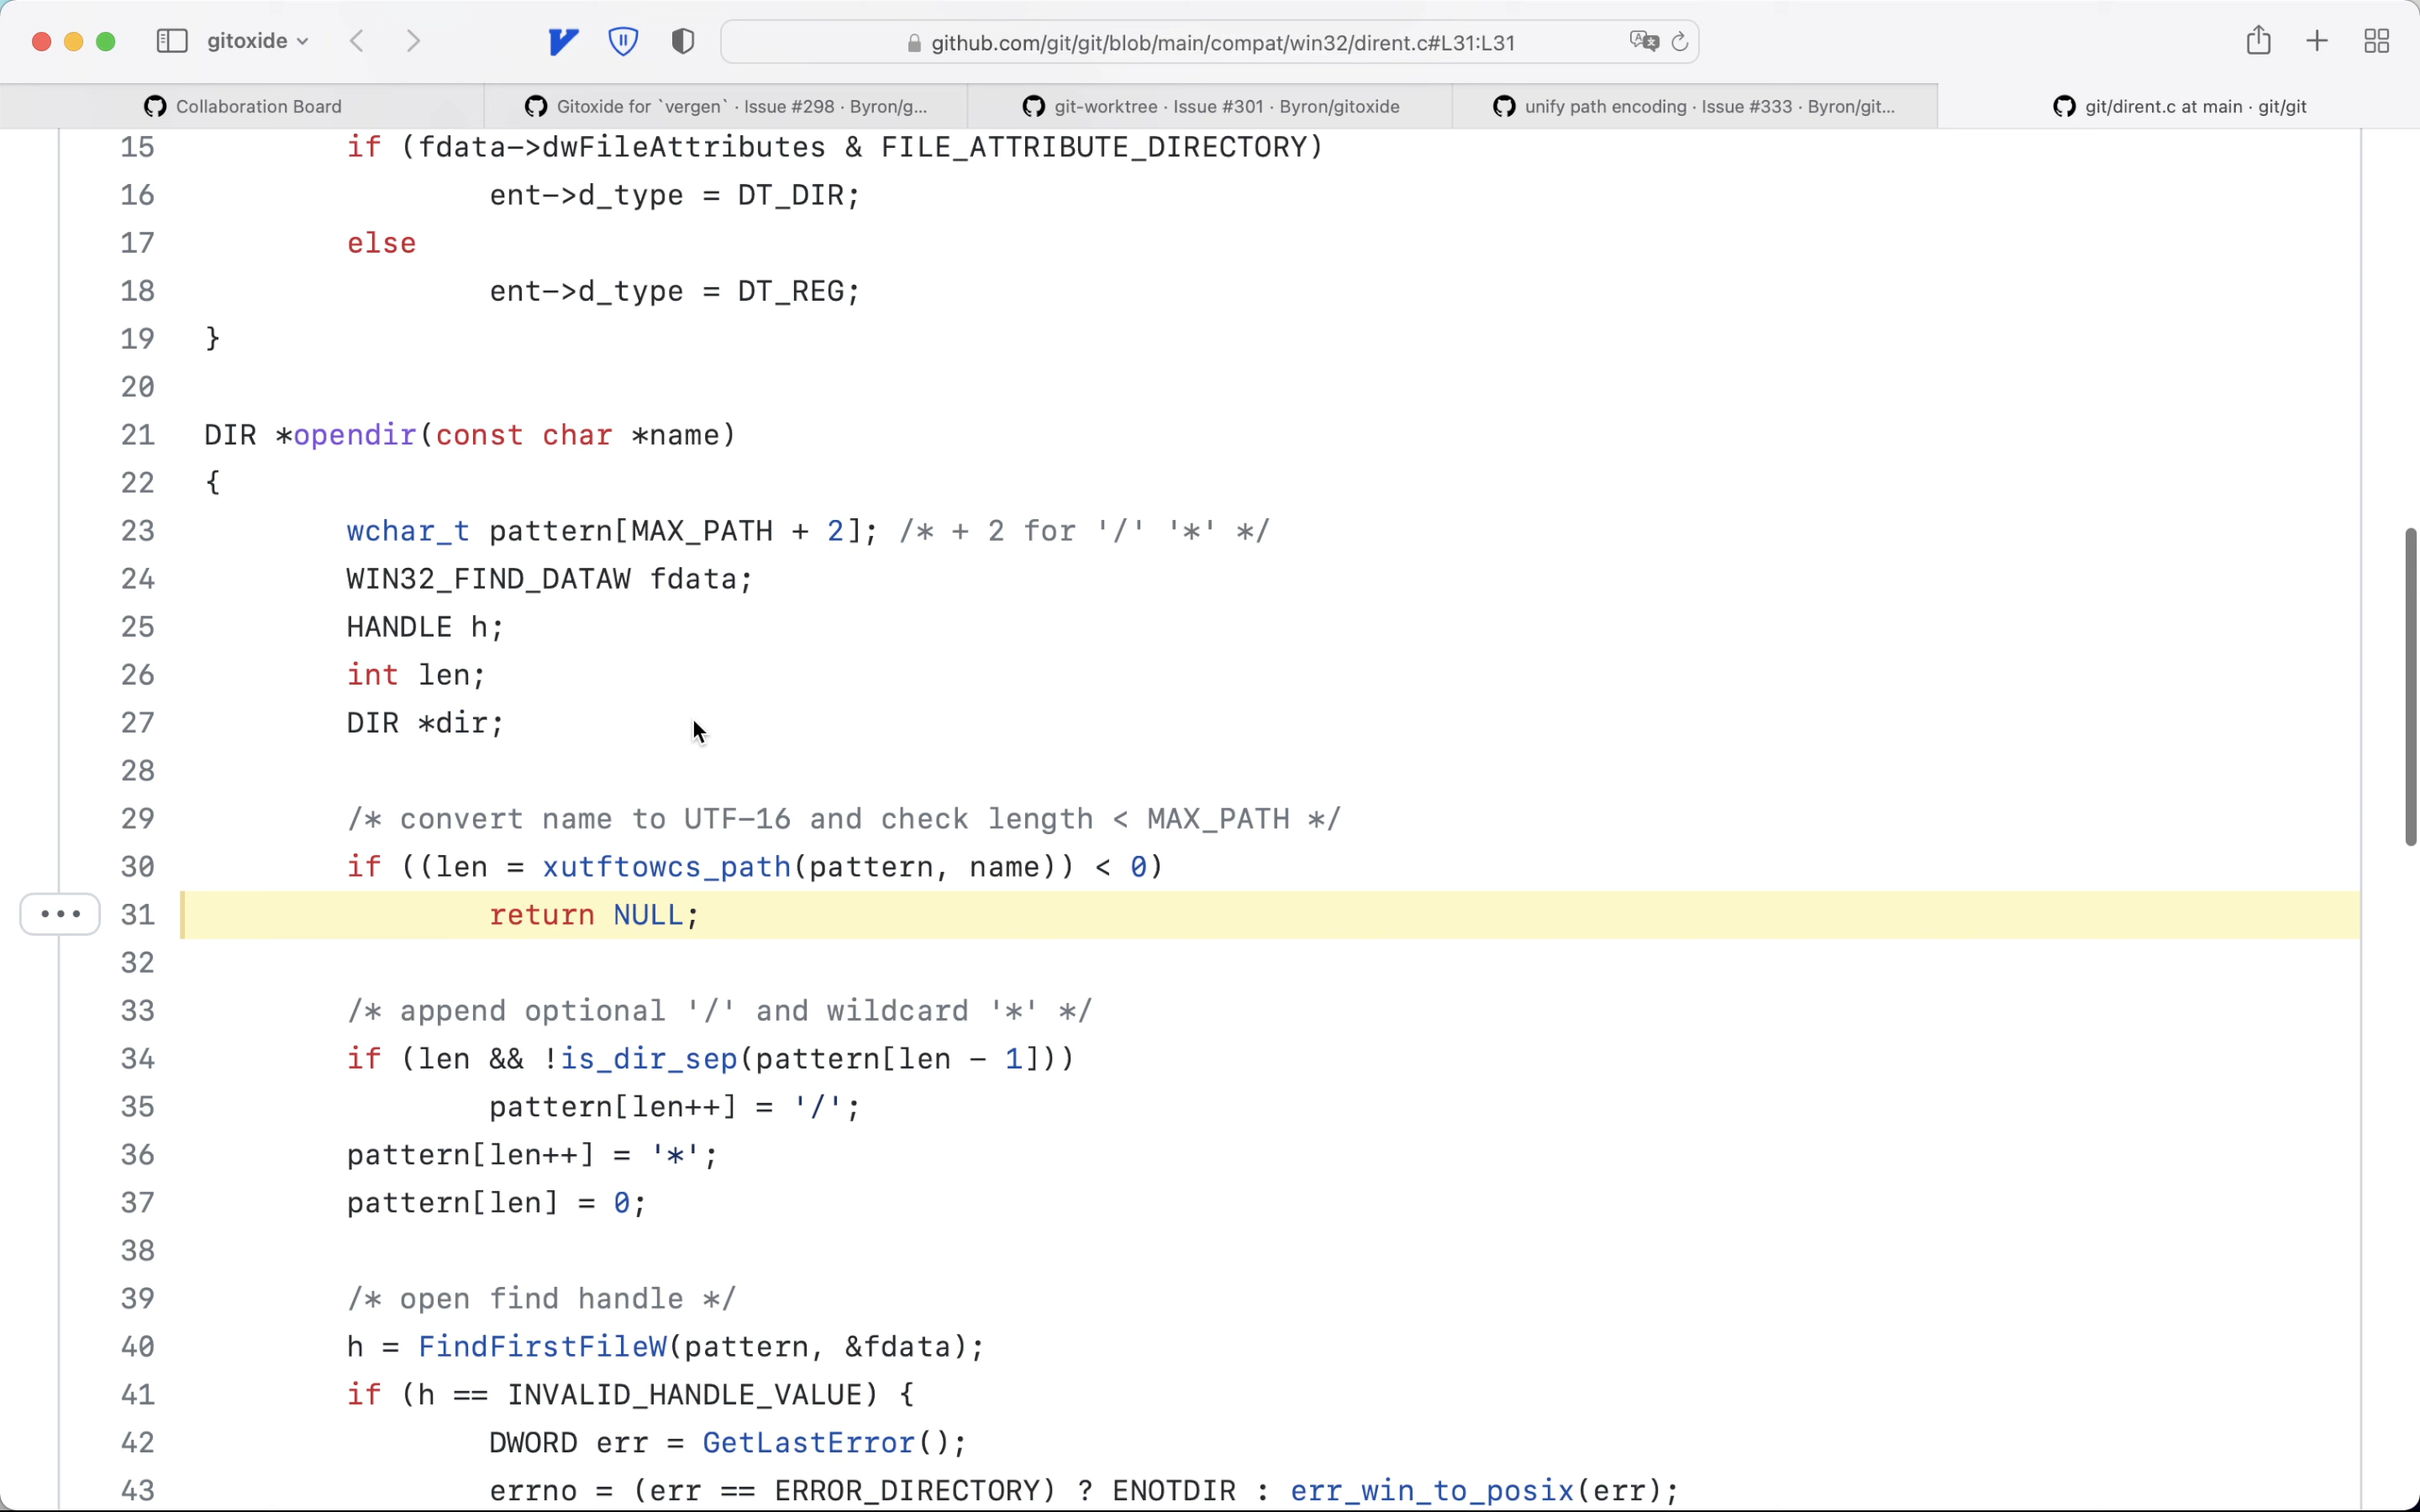 gitoxide
github.com/git/git/blob/main/compat/win32/dirent.c#L31:L31
Collaboration Board
Gitoxide for `vergen` · Issue #298 · Byron/g...
git-worktree · Issue #301 · Byron/gitoxide
unify path encoding · Issue #333 · Byron/git...
git/dirent.c at main · git/git
15 if (fdata->dwFileAttributes & FILE_ATTRIBUTE_DIRECTORY)
16 ent->d_type = DT_DIR;
17 else
18 ent->d_type = DT_REG;
19 }
20
21 DIR *opendir(const char *name)
22 {
23 wchar_t pattern[MAX_PATH + 2]; /* + 2 for '/' '*' */
24 WIN32_FIND_DATAW fdata;
25 HANDLE h;
26 int len;
27 DIR *dir;
28
29 /* convert name to UTF-16 and check length < MAX_PATH */
30 if ((len = xutftowcs_path(pattern, name)) < 0)
31 return NULL;
32
33 /* append optional '/' and wildcard '*' */
34 if (len && !is_dir_sep(pattern[len - 1]))
35 pattern[len++] = '/';
36 pattern[len++] = '*';
37 pattern[len] = 0;
38
39 /* open find handle */
40 h = FindFirstFileW(pattern, &fdata);
41 if (h == INVALID_HANDLE_VALUE) {
42 DWORD err = GetLastError();
43 errno = (err == ERROR_DIRECTORY) ? ENOTDIR : err_win_to_posix(err);